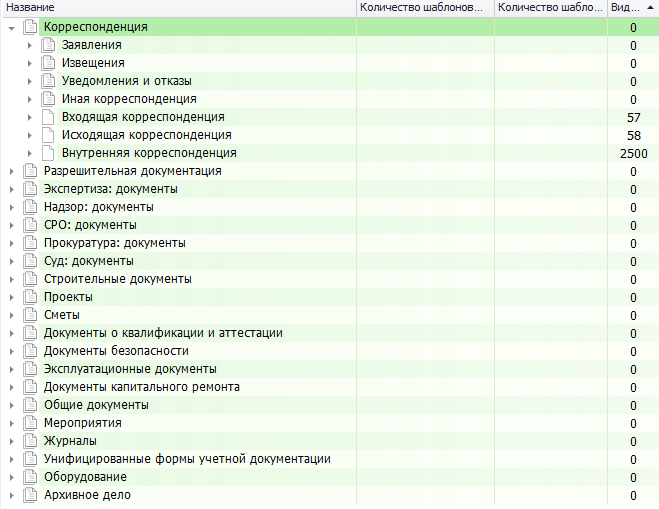 Название Количество шаблонов... Количество шабло... Вид...
Корреспонденция 0
Заявления 0
Извещения 0
Уведомления и отказы 0
Иная корреспонденция 0
Входящая корреспонденция 57
Исходящая корреспонденция 58
Внутренняя корреспонденция 2500
Разрешительная документация 0
Экспертиза: документы 0
Надзор: документы 0
СРО: документы 0
Прокуратура: документы 0
Суд: документы 0
Строительные документы 0
Проекты 0
Сметы 0
Документы о квалификации и аттестации 0
Документы безопасности 0
Эксплуатационные документы 0
Документы капитального ремонта 0
Общие документы 0
Мероприятия 0
Журналы 0
Унифицированные формы учетной документации 0
Оборудование 0
Архивное дело 0